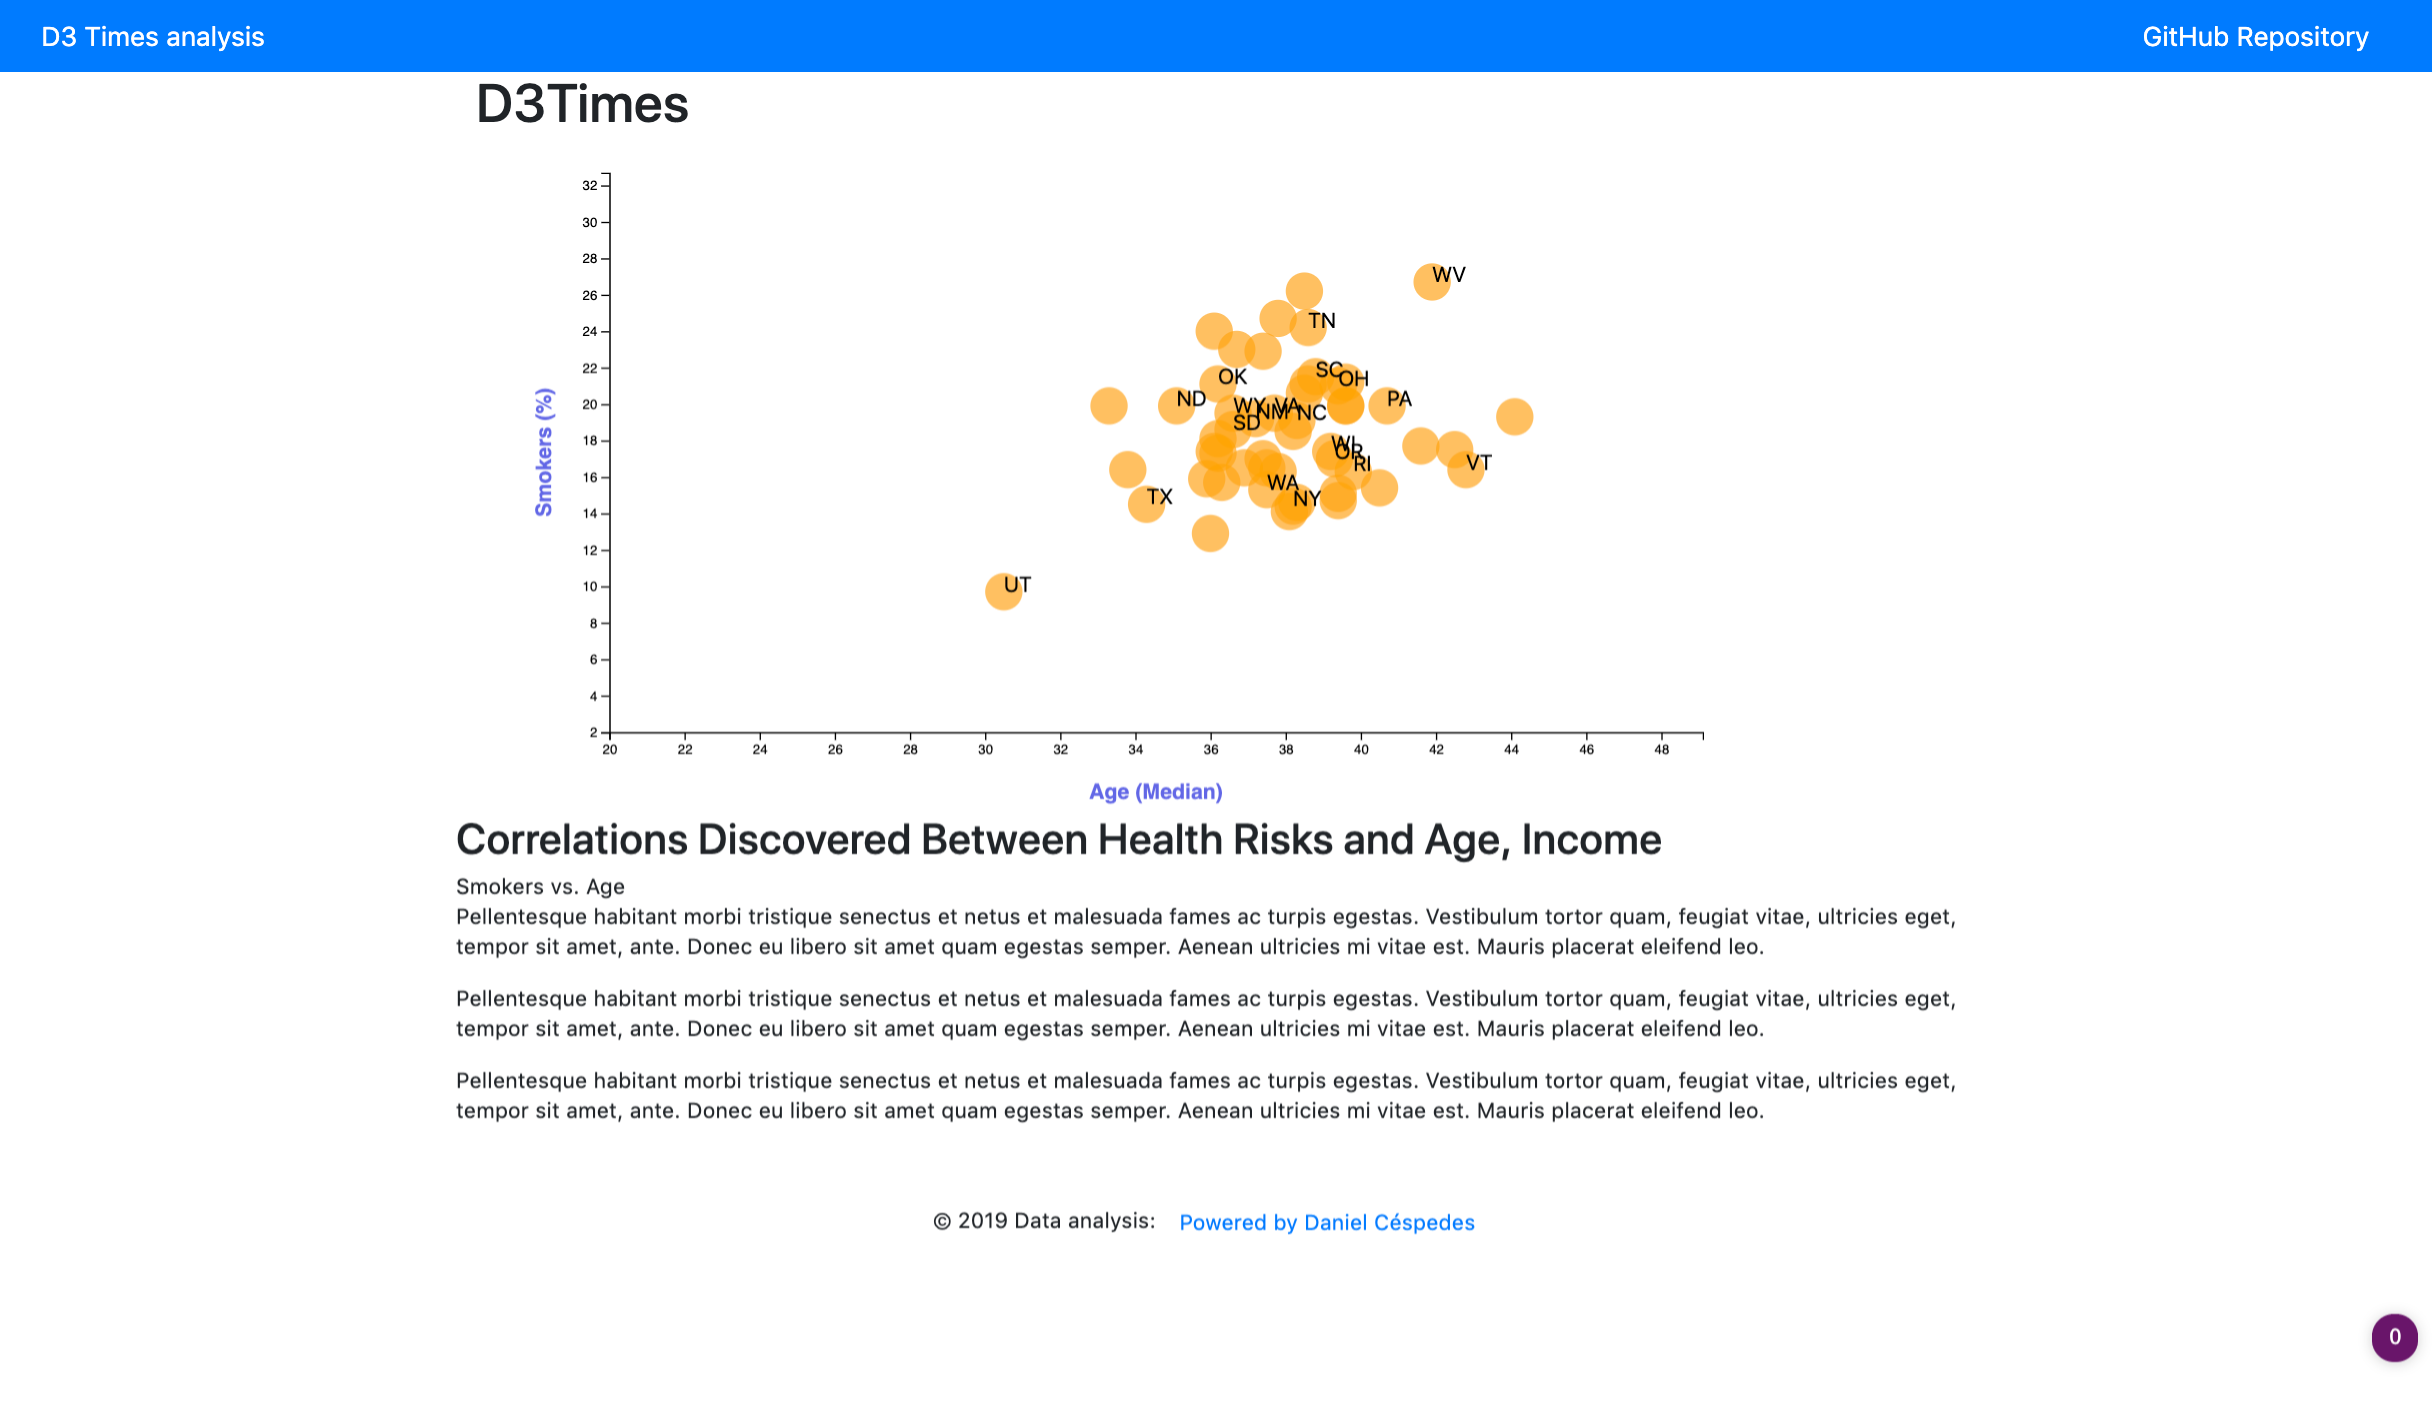 D3 Times analysis
GitHub Repository
D3Times
32
30
28
26
24
22
20
18
16
14
12
10
8
6
4
2
Smokers (%)
WV
TN
SC
OK
OH
ND
PA
WY
NM
VA
NC
SD
WI
OR
RI
VT
WA
TX
NY
UT
20 22 24 26 28 30 32 34 36 38 40 42 44 46 48
Age (Median)
Correlations Discovered Between Health Risks and Age, Income
Smokers vs. Age
Pellentesque habitant morbi tristique senectus et netus et malesuada fames ac turpis egestas. Vestibulum tortor quam, feugiat vitae, ultricies eget,
tempor sit amet, ante. Donec eu libero sit amet quam egestas semper. Aenean ultricies mi vitae est. Mauris placerat eleifend leo.
Pellentesque habitant morbi tristique senectus et netus et malesuada fames ac turpis egestas. Vestibulum tortor quam, feugiat vitae, ultricies eget,
tempor sit amet, ante. Donec eu libero sit amet quam egestas semper. Aenean ultricies mi vitae est. Mauris placerat eleifend leo.
Pellentesque habitant morbi tristique senectus et netus et malesuada fames ac turpis egestas. Vestibulum tortor quam, feugiat vitae, ultricies eget,
tempor sit amet, ante. Donec eu libero sit amet quam egestas semper. Aenean ultricies mi vitae est. Mauris placerat eleifend leo.
© 2019 Data analysis: Powered by Daniel Céspedes
0